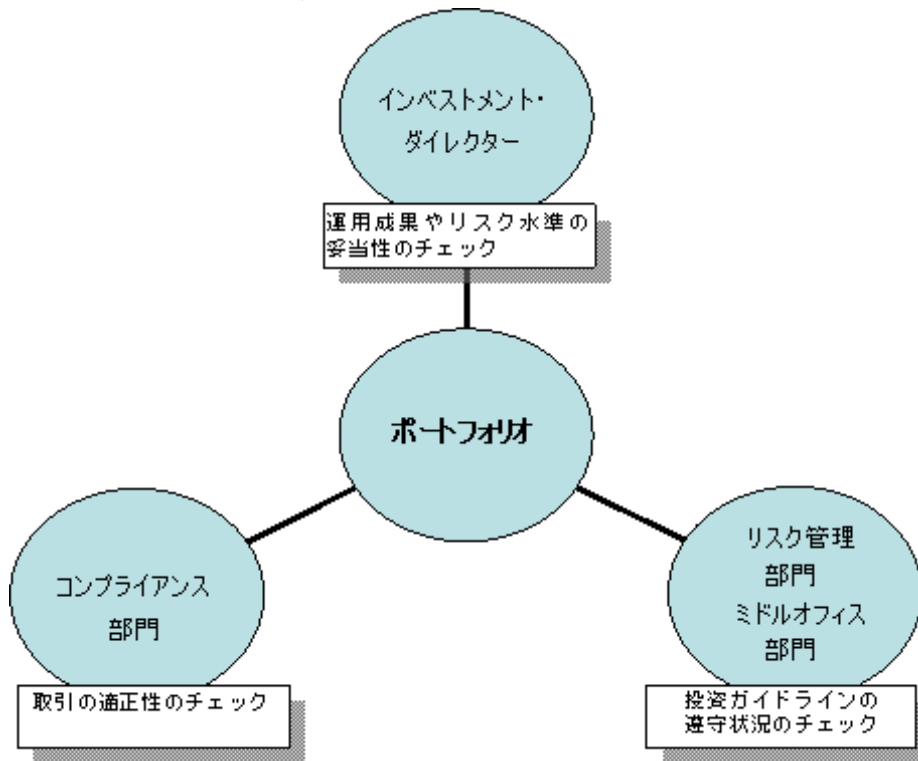 インベストメント・
ダイレクター
運用成果やリスク水準の
妥当性のチェック
ポートフォリオ
コンプライアンス
部門
取引の適正性のチェック
リスク管理
部門
ミドルオフィス
部門
投資ガイドラインの
遵守状況のチェック